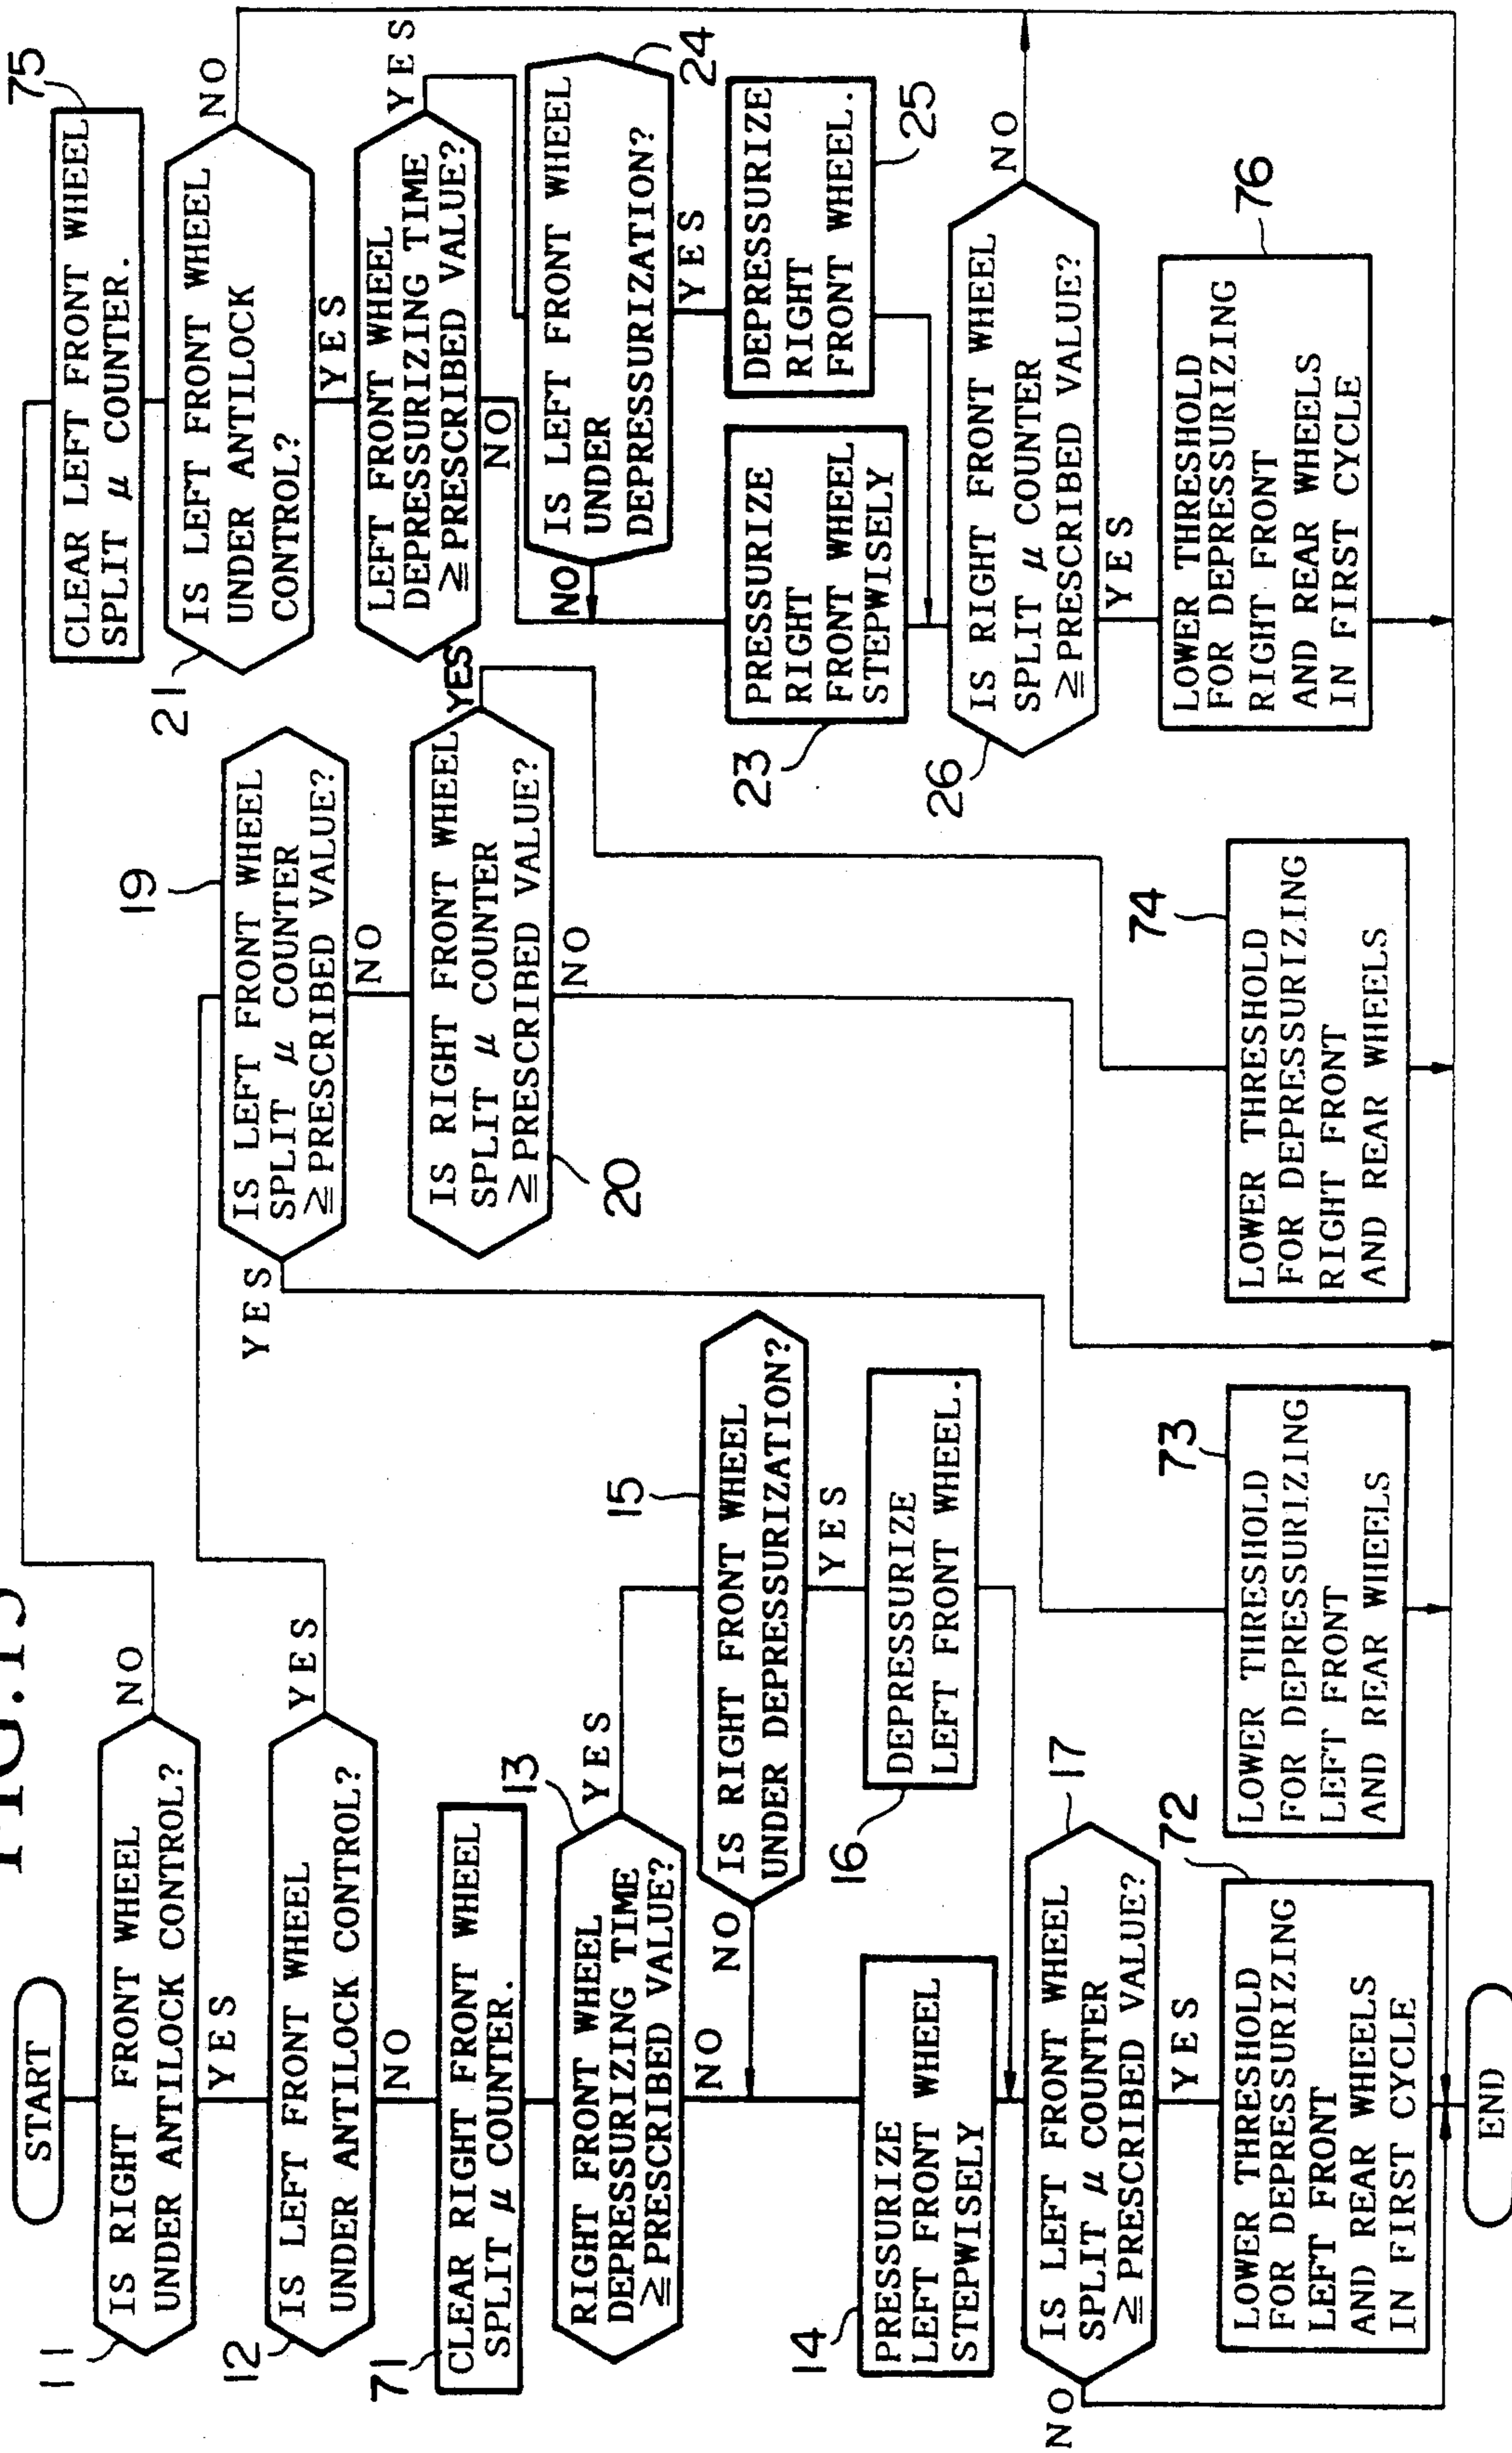 FIG. 15
START
11
IS RIGHT FRONT WHEEL
UNDER ANTILOCK CONTROL?
NO
YES
12
IS LEFT FRONT WHEEL
UNDER ANTILOCK CONTROL?
YES
NO
71
CLEAR RIGHT FRONT WHEEL
SPLIT μ COUNTER.
13
RIGHT FRONT WHEEL
DEPRESSURIZING TIME
≧ PRESCRIBED VALUE?
YES
NO
15
IS RIGHT FRONT WHEEL
UNDER DEPRESSURIZATION?
NO
YES
16
DEPRESSURIZE
LEFT FRONT WHEEL.
14
PRESSURIZE
LEFT FRONT WHEEL
STEPWISELY
17
IS LEFT FRONT WHEEL
SPLIT μ COUNTER
≧ PRESCRIBED VALUE?
NO
YES
72
LOWER THRESHOLD
FOR DEPRESSURIZING
LEFT FRONT
AND REAR WHEELS
IN FIRST CYCLE
END
19
IS LEFT FRONT WHEEL
SPLIT μ COUNTER
≧ PRESCRIBED VALUE?
YES
NO
20
IS RIGHT FRONT WHEEL
SPLIT μ COUNTER
≧ PRESCRIBED VALUE?
YES
NO
73
LOWER THRESHOLD
FOR DEPRESSURIZING
LEFT FRONT
AND REAR WHEELS
74
LOWER THRESHOLD
FOR DEPRESSURIZING
RIGHT FRONT
AND REAR WHEELS
75
CLEAR LEFT FRONT WHEEL
SPLIT μ COUNTER.
21
IS LEFT FRONT WHEEL
UNDER ANTILOCK
CONTROL?
NO
YES
LEFT FRONT WHEEL
DEPRESSURIZING TIME
≧ PRESCRIBED VALUE?
YES
NO
24
IS LEFT FRONT WHEEL
UNDER
DEPRESSURIZATION?
NO
YES
25
DEPRESSURIZE
RIGHT
FRONT WHEEL.
23
PRESSURIZE
RIGHT
FRONT WHEEL
STEPWISELY
26
IS RIGHT FRONT WHEEL
SPLIT μ COUNTER
≧ PRESCRIBED VALUE?
NO
YES
76
LOWER THRESHOLD
FOR DEPRESSURIZING
RIGHT FRONT
AND REAR WHEELS
IN FIRST CYCLE